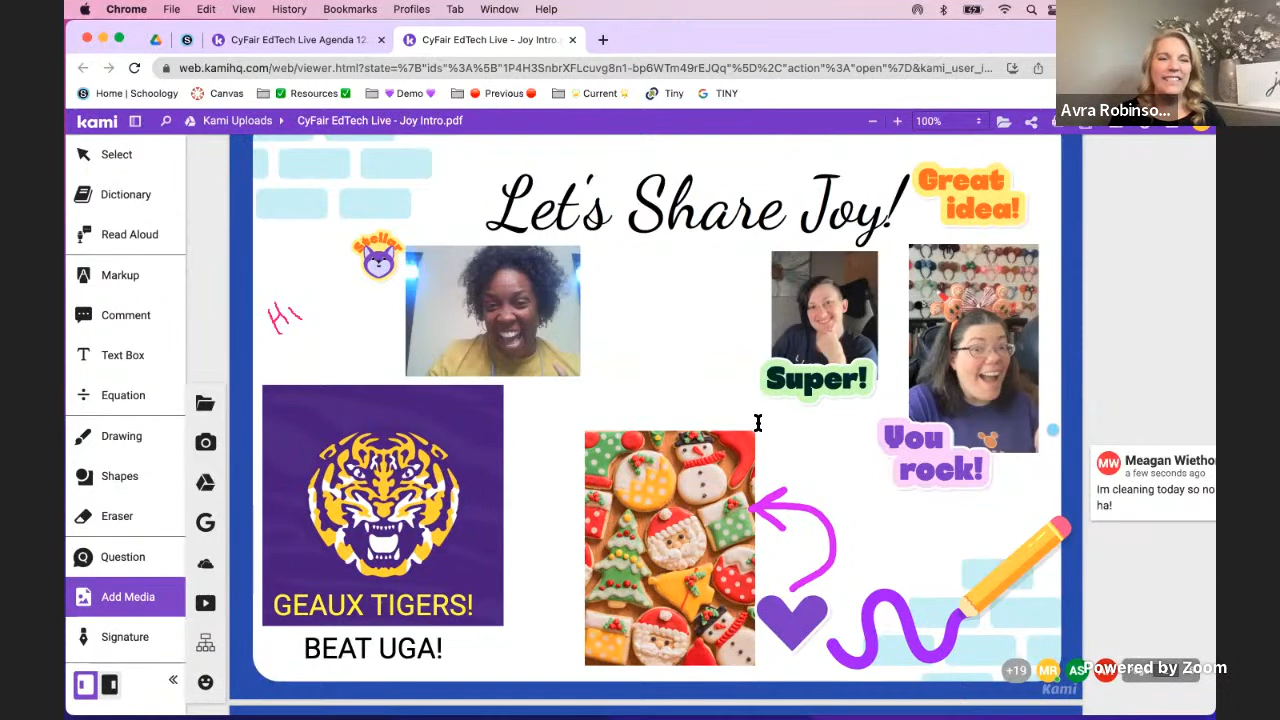 Chrome File Edit View History Bookmarks Profiles Tab Window Help
CyFair EdTech Live Agenda 12
CyFair EdTech Live - Joy Intro.
web.kamihq.com/web/viewer.html?state=%7B"ids"%3A%5B"1P4H3SnbrXFLcuvg8n1-bp6WTm49rEJQq"%5D%2C"action"%3A"open"%7D&kami_user_i...
Home | Schoology Canvas Resources Demo Previous Current Tiny TINY
Avra Robinso...
kami Kami Uploads CyFair EdTech Live - Joy Intro.pdf 100%
Select
Dictionary
Read Aloud
Markup
Comment
Text Box
Equation
Drawing
Shapes
Eraser
Question
Add Media
Signature
Let's Share Joy!
Great
idea!
Stellar
Hi
Super!
You
rock!
GEAUX TIGERS!
BEAT UGA!
MW Meagan Wietho
a few seconds ago
Im cleaning today so no
ha!
+19 MR AS
Powered by Zoom
Kami